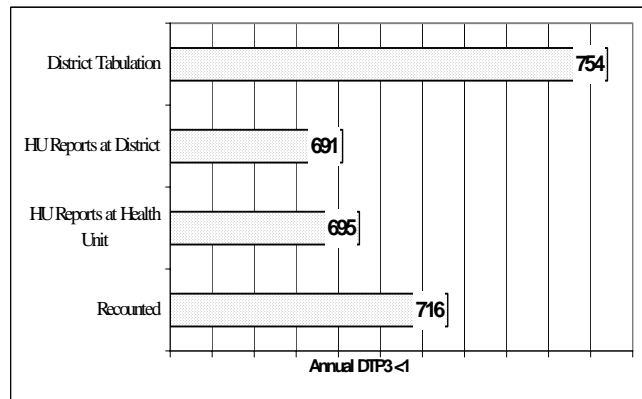 District Tabulation
754
HU Reports at District
691
HU Reports at Health
Unit
695
Recounted
716
Annual DTP3 <1